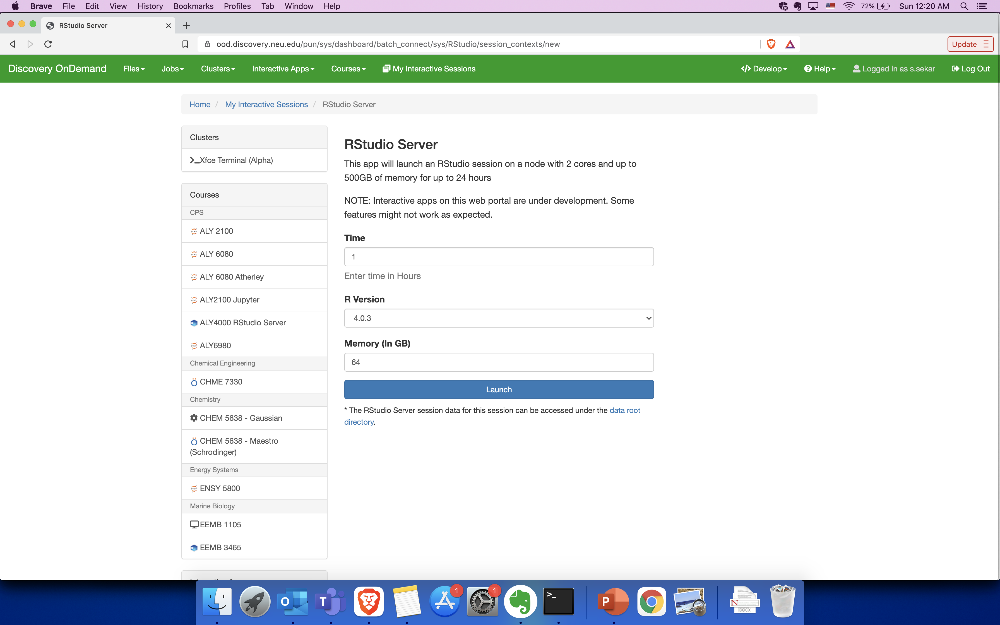 Brave File Edit View History Bookmarks Profiles Tab Window Help 72% Sun 12:20 AM
RStudio Server
ood.discovery.neu.edu/pun/sys/dashboard/batch_connect/sys/RStudio/session_contexts/new
Update
Discovery OnDemand Files Jobs Clusters Interactive Apps Courses My Interactive Sessions Develop Help Logged in as s.sekar Log Out
Home / My Interactive Sessions / RStudio Server
Clusters
Xfce Terminal (Alpha)
Courses
CPS
ALY 2100
ALY 6080
ALY 6080 Atherley
ALY2100 Jupyter
ALY4000 RStudio Server
ALY6980
Chemical Engineering
CHME 7330
Chemistry
CHEM 5638 - Gaussian
CHEM 5638 - Maestro
(Schrodinger)
Energy Systems
ENSY 5800
Marine Biology
EEMB 1105
EEMB 3465
RStudio Server
This app will launch an RStudio session on a node with 2 cores and up to
500GB of memory for up to 24 hours
NOTE: Interactive apps on this web portal are under development. Some
features might not work as expected.
Time
1
Enter time in Hours
R Version
4.0.3
Memory (In GB)
64
Launch
* The RStudio Server session data for this session can be accessed under the data root
directory.
O T 1 1 >_ P N DOCX